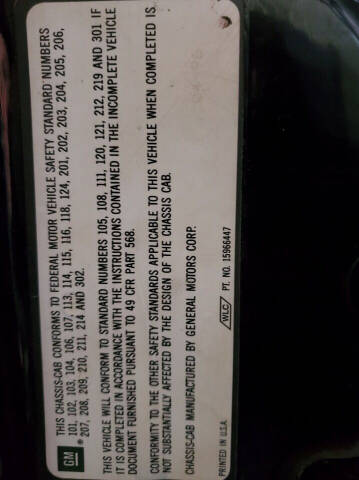 THIS CHASSIS-CAB CONFORMS TO FEDERAL MOTOR VEHICLE SAFETY STANDARD NUMBERS
101, 102, 103, 104, 106, 107, 113, 114, 115, 116, 118, 124, 201, 202, 203, 204, 205, 206,
207, 208, 209, 210, 211, 214 AND 302.
GM
THIS VEHICLE WILL CONFORM TO STANDARD NUMBERS 105, 108, 111, 120, 121, 212, 219 AND 301 IF
IT IS COMPLETED IN ACCORDANCE WITH THE INSTRUCTIONS CONTAINED IN THE INCOMPLETE VEHICLE
DOCUMENT FURNISHED PURSUANT TO 49 CFR PART 568.
CONFORMITY TO THE OTHER SAFETY STANDARDS APPLICABLE TO THIS VEHICLE WHEN COMPLETED IS
NOT SUBSTANTIALLY AFFECTED BY THE DESIGN OF THE CHASSIS CAB.
CHASSIS-CAB MANUFACTURED BY GENERAL MOTORS CORP.
PRINTED IN U.S.A. WLC PT. NO. 15966447